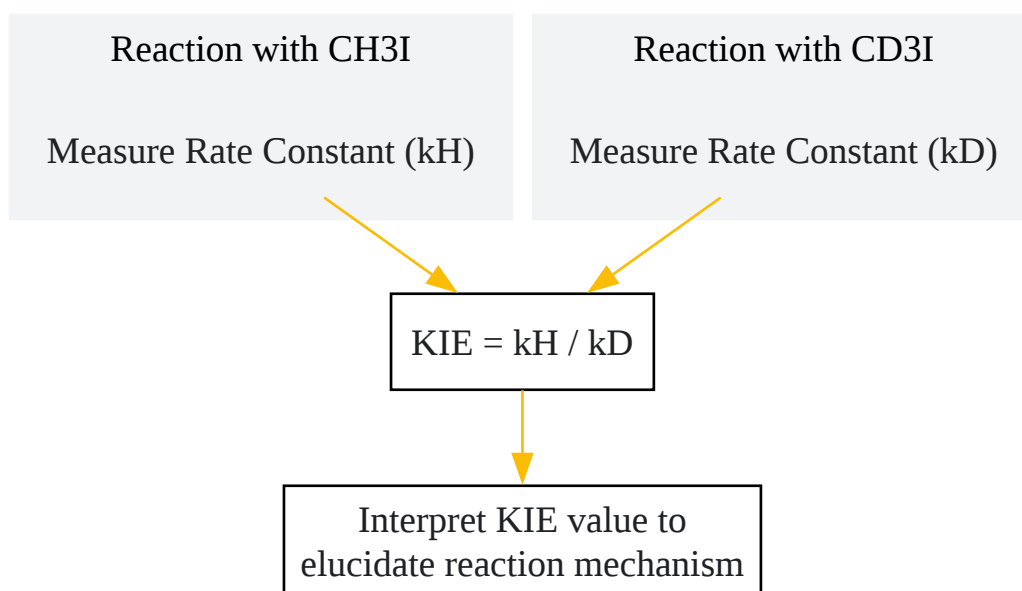 Reaction with CH3I
Measure Rate Constant (kH)
Reaction with CD3I
Measure Rate Constant (kD)
KIE = kH / kD
Interpret KIE value to
elucidate reaction mechanism